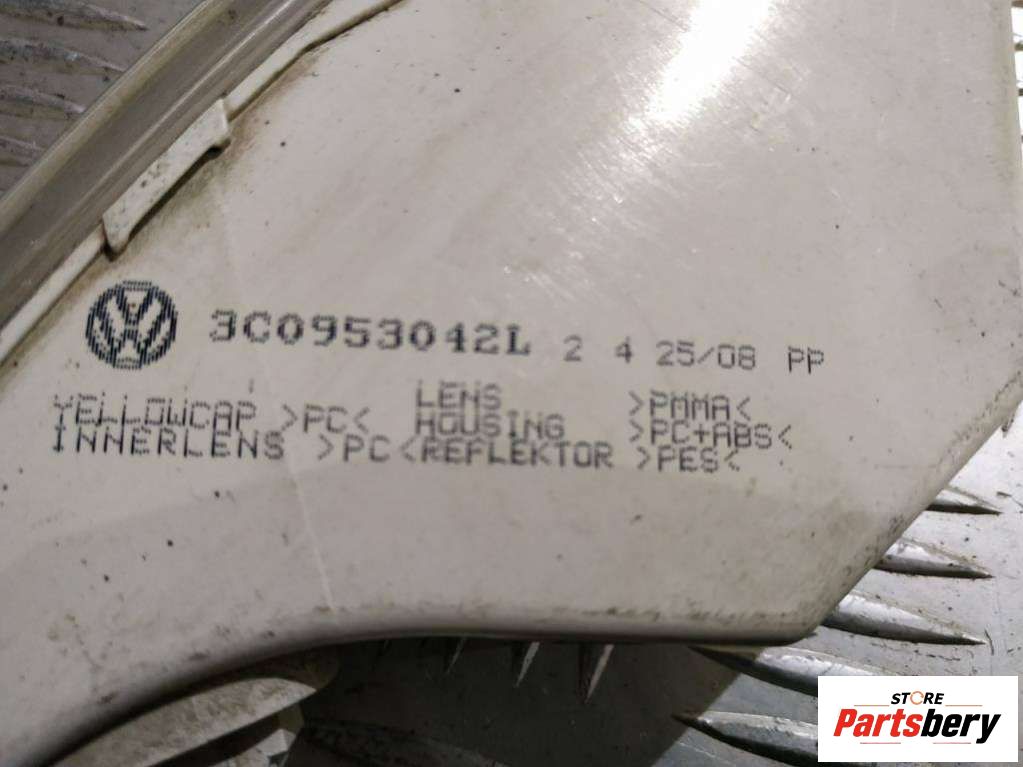 3C0953042L 2 4 25/08 PP
YELLOWCAP >PC< LENS >PMMA<
HOUSING >PC+ABS<
INNERLENS >PC<REFLEKTOR >PES<
STORE
Partsbery